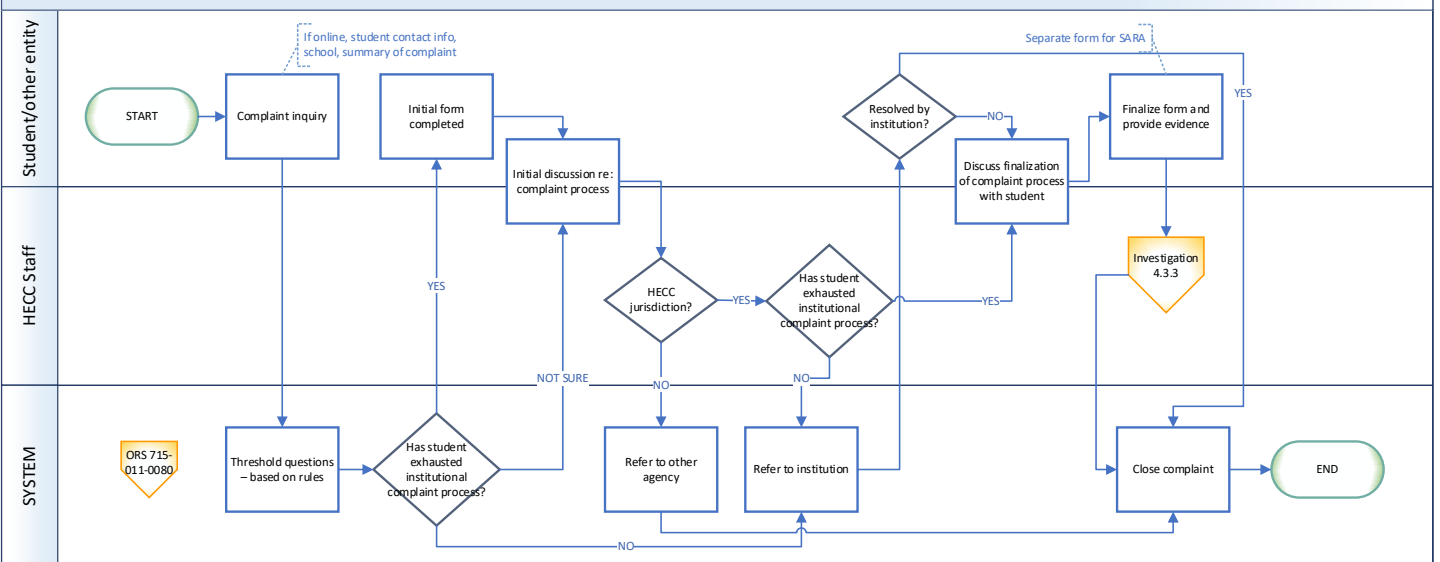 Student/other entity
If online, student contact info,
school, summary of complaint
START
Complaint inquiry
Initial form
completed
Initial discussion re:
complaint process
Resolved by
institution?
NO
Separate form for SARA
Finalize form and
provide evidence
YES
Discuss finalization
of complaint process
with student
HECC Staff
YES
HECC
jurisdiction?
YES
Has student
exhausted
institutional
complaint process?
YES
Investigation
4.3.3
NOT SURE
NO
NO
SYSTEM
ORS 715-
011-0080
Threshold questions
– based on rules
Has student
exhausted
institutional
complaint process?
Refer to other
agency
Refer to institution
Close complaint
END
NO